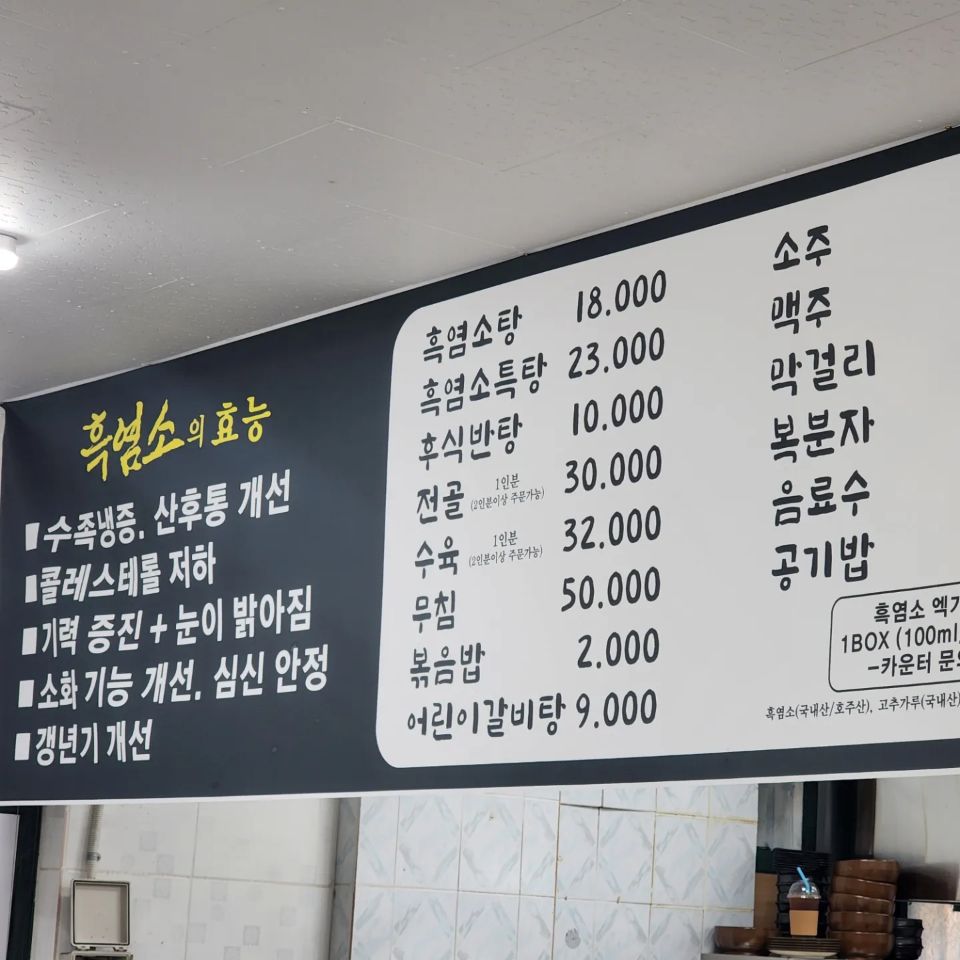 흑염소의 효능
■수족냉증. 산후통 개선
■콜레스테롤 저하
■기력 증진 + 눈이 밝아짐
■소화 기능 개선. 심신 안정
■갱년기 개선
흑염소탕 18.000
흑염소특탕 23.000
후식반탕 10.000
전골 1인분 (2인분이상 주문가능) 30.000
수육 1인분 (2인분이상 주문가능) 32.000
무침 50.000
볶음밥 2.000
어린이갈비탕 9.000
소주
맥주
막걸리
복분자
음료수
공기밥
흑염소
1BOX (100ml
-카운터
흑염소(국내산/호주산), 고추가루(국내산)